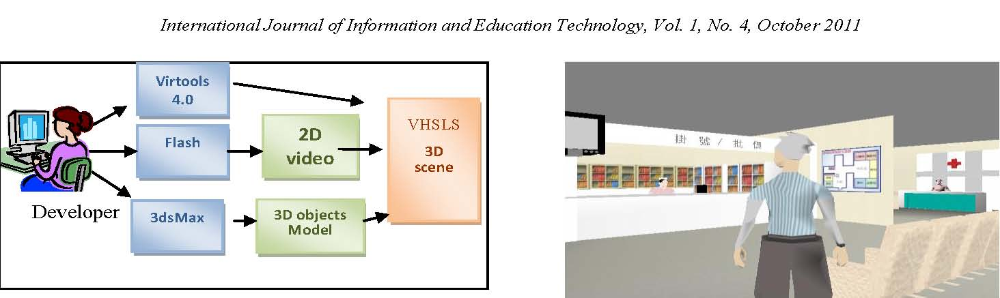 International Journal of Information and Education Technology, Vol. 1, No. 4, October 2011
Virtools
4.0
Flash
2D
video
VHSLS
3D
scene
Developer
3dsMax
3D objects
Model
掛號/批價